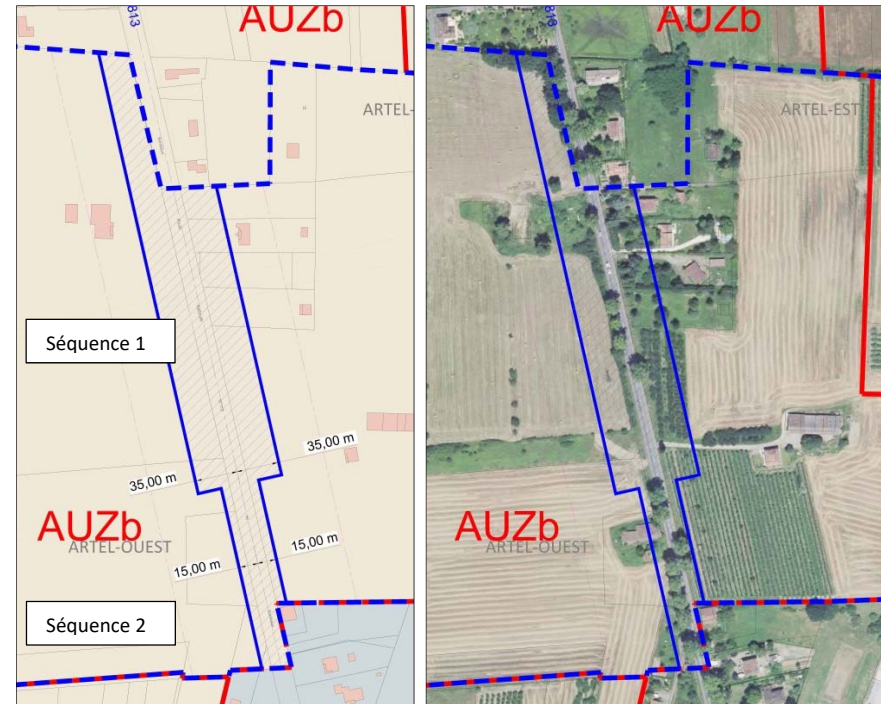 813
AUZb
ARTEL-
Séquence 1
35,00 m
35,00 m
AUZb
ARTEL-OUEST
15,00 m
15,00 m
Séquence 2
AUZb
ARTEL-EST
AUZb
ARTEL-OUEST